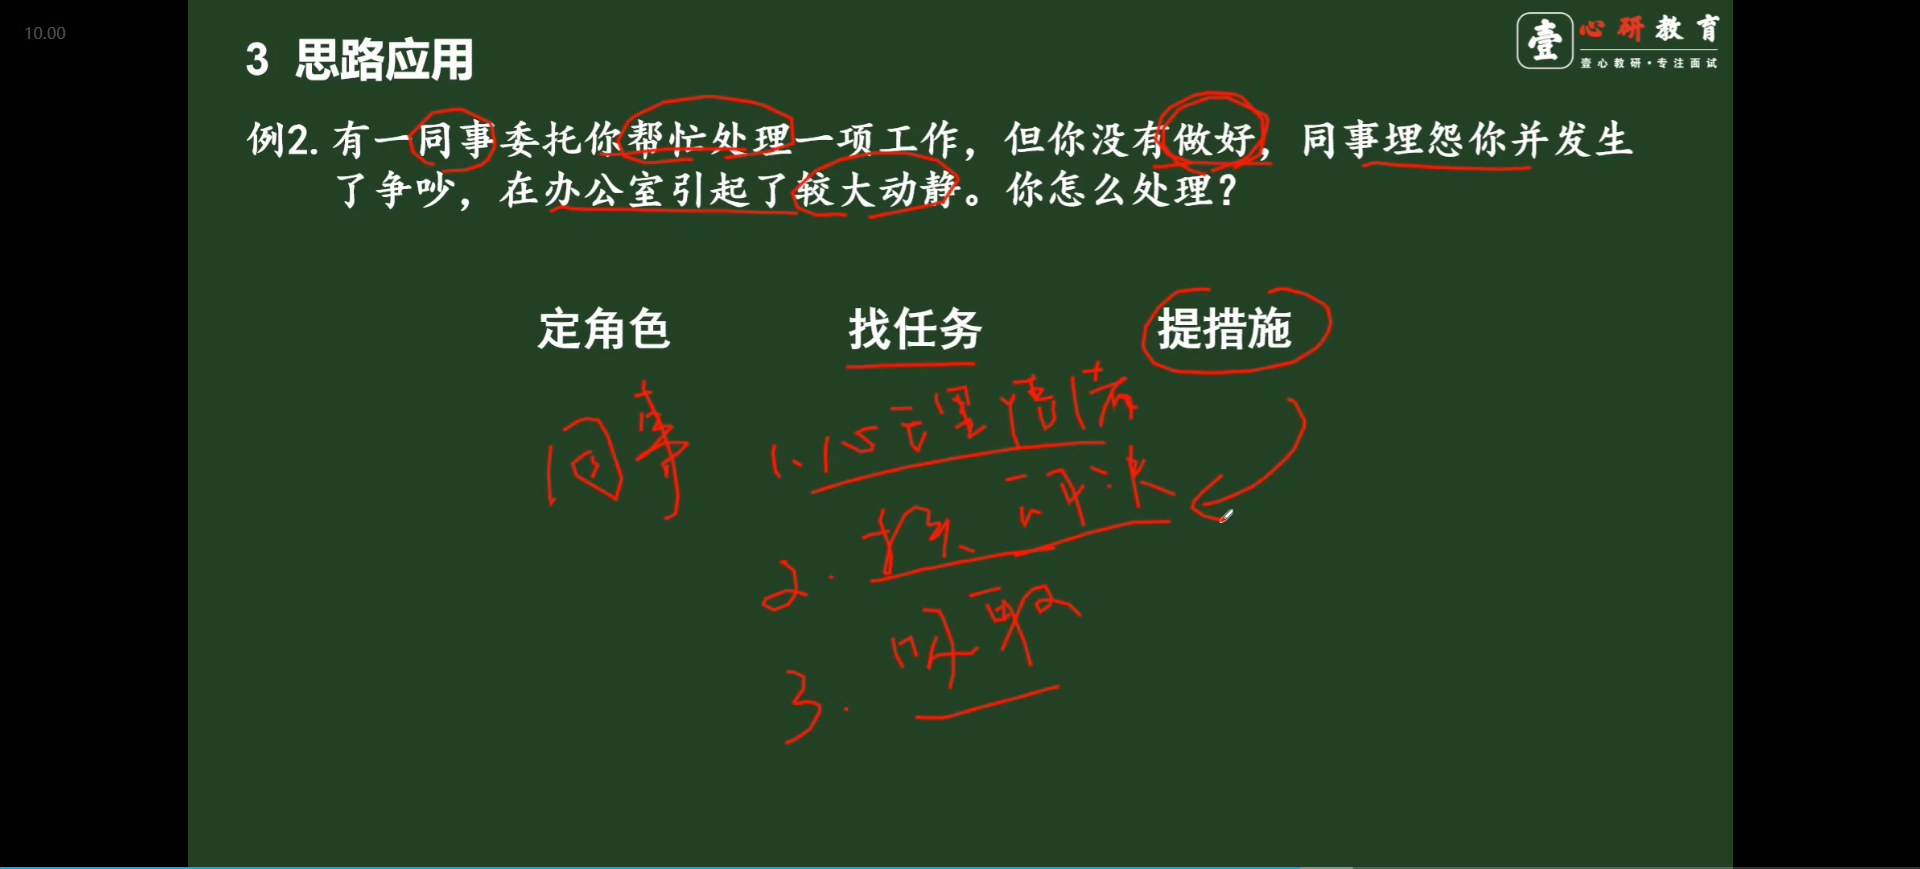 10.00
3 思路应用
壹 心研教育
壹心教研•专注面试
例2. 有一同事委托你帮忙处理一项工作，但你没有做好，同事埋怨你并发生
了争吵，在办公室引起了较大动静。你怎么处理？
定角色 找任务 提措施
同事
1. 处理情绪
2.
3. 吸取